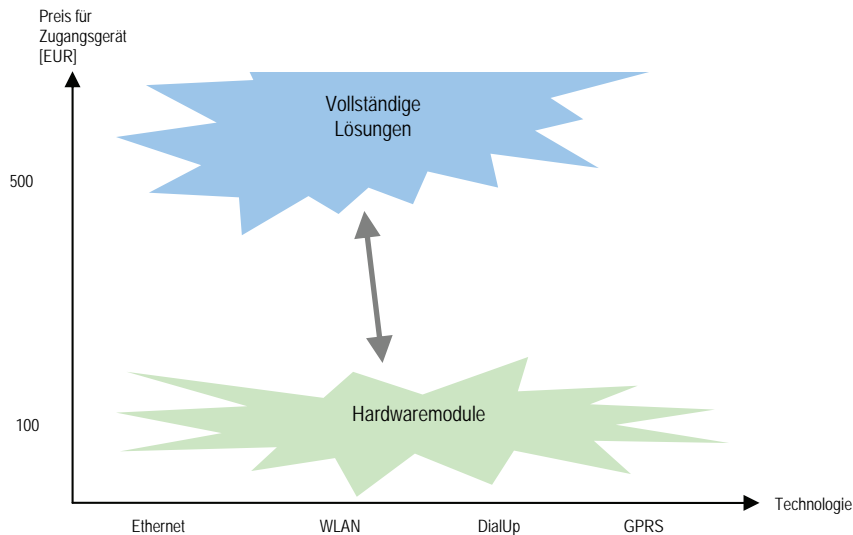 Preis für
Zugangsgerät
[EUR]
Vollständige
Lösungen
500
Hardwaremodule
100
Technologie
Ethernet WLAN DialUp GPRS